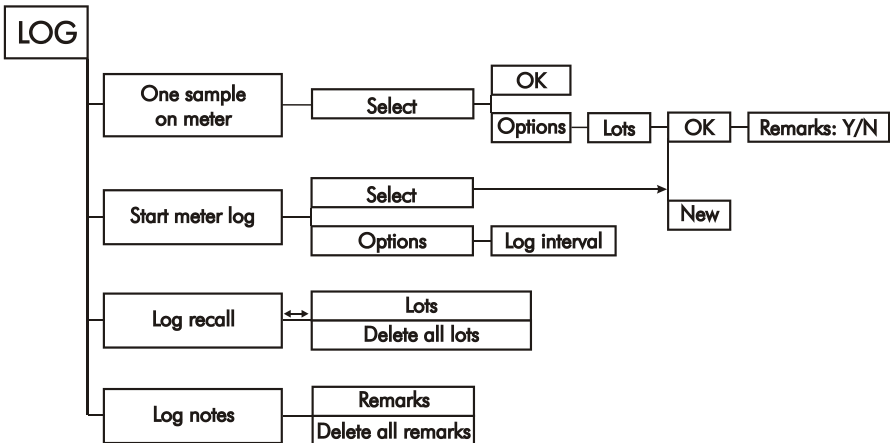 LOG
One sample
on meter
Select
OK
Options
Lots
OK
Remarks: Y/N
New
Start meter log
Select
Options
Log interval
Log recall
Lots
Delete all lots
Log notes
Remarks
Delete all remarks